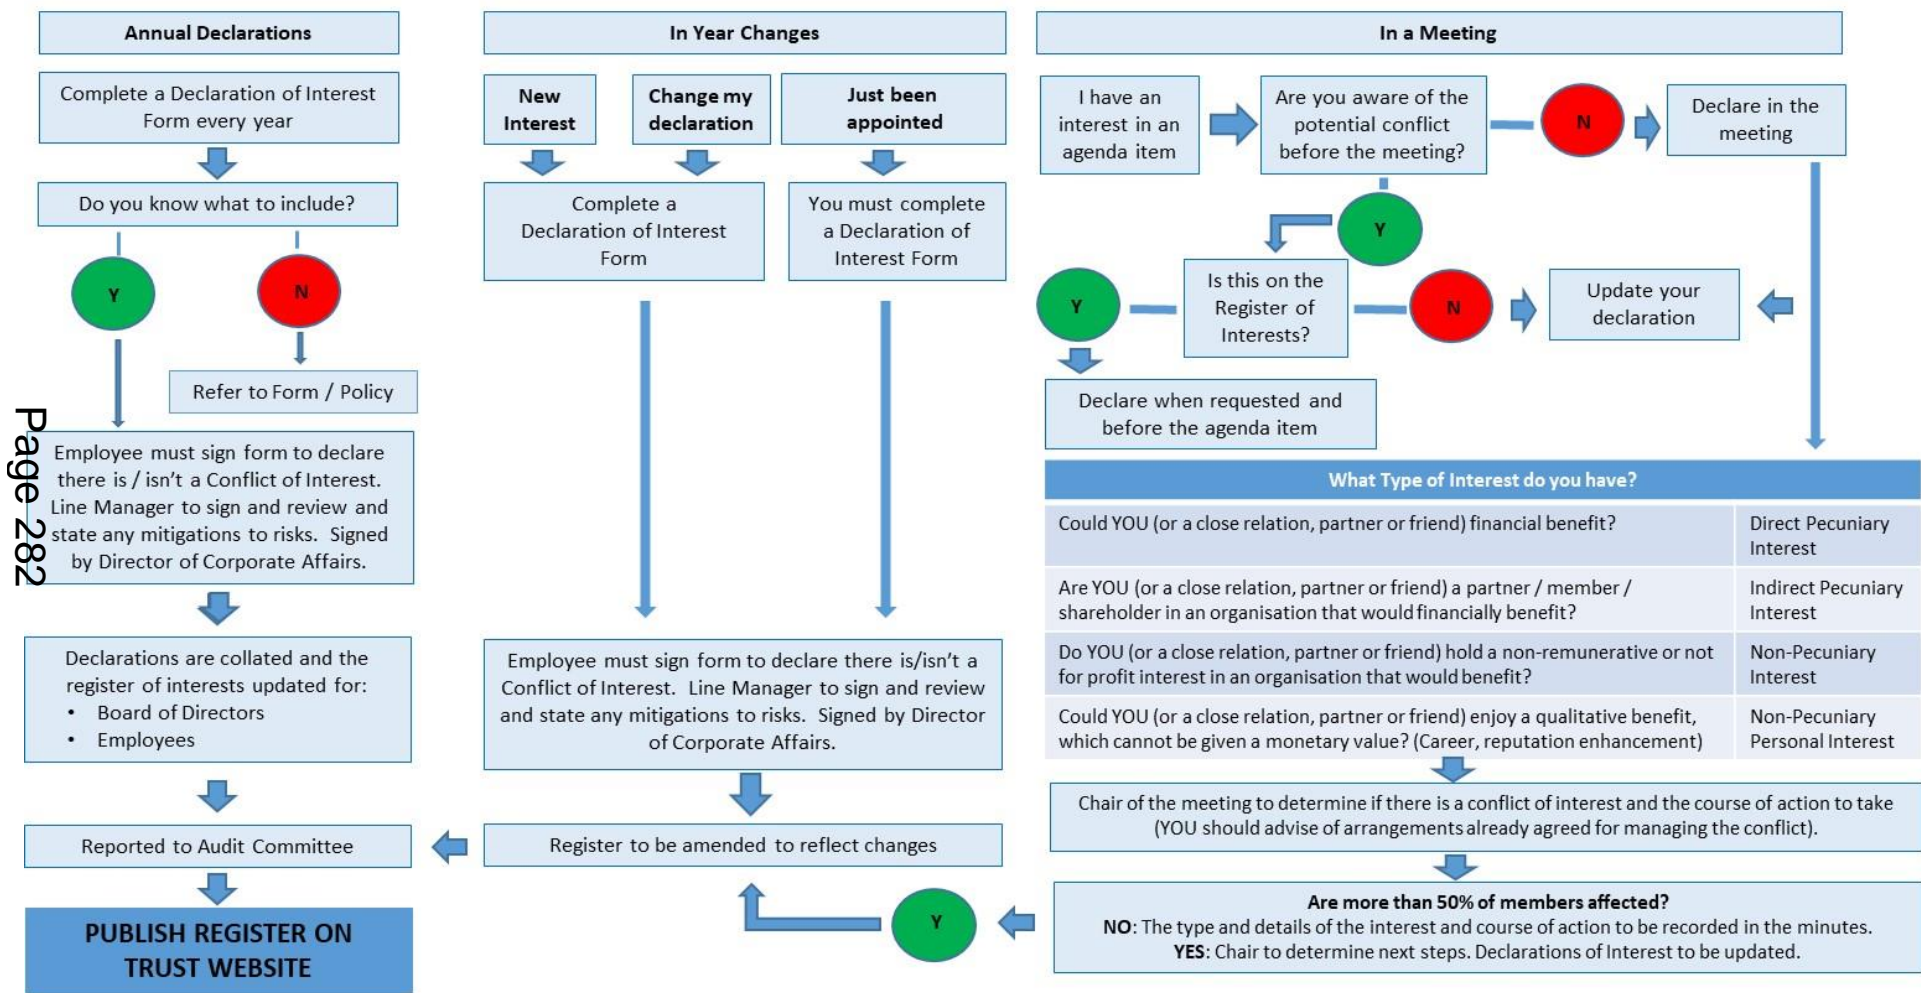 Annual Declarations
Complete a Declaration of Interest
Form every year
Do you know what to include?
Y
N
Refer to Form / Policy
Employee must sign form to declare
there is / isn't a Conflict of Interest.
Line Manager to sign and review and
state any mitigations to risks.  Signed
by Director of Corporate Affairs.
Declarations are collated and the
register of interests updated for:
• Board of Directors
• Employees
Reported to Audit Committee
PUBLISH REGISTER ON
TRUST WEBSITE
Page 282
In Year Changes
New
Interest
Change my
declaration
Just been
appointed
Complete a
Declaration of Interest
Form
You must complete
a Declaration of
Interest Form
Employee must sign form to declare there is/isn't a
Conflict of Interest.  Line Manager to sign and review
and state any mitigations to risks.  Signed by Director
of Corporate Affairs.
Register to be amended to reflect changes
Y
In a Meeting
I have an
interest in an
agenda item
Are you aware of the
potential conflict
before the meeting?
N
Declare in the
meeting
Y
Is this on the
Register of
Interests?
Y
N
Update your
declaration
Declare when requested and
before the agenda item
What Type of Interest do you have?
Could YOU (or a close relation, partner or friend) financial benefit?
Direct Pecuniary
Interest
Are YOU (or a close relation, partner or friend) a partner / member /
shareholder in an organisation that would financially benefit?
Indirect Pecuniary
Interest
Do YOU (or a close relation, partner or friend) hold a non-remunerative or not
for profit interest in an organisation that would benefit?
Non-Pecuniary
Interest
Could YOU (or a close relation, partner or friend) enjoy a qualitative benefit,
which cannot be given a monetary value? (Career, reputation enhancement)
Non-Pecuniary
Personal Interest
Chair of the meeting to determine if there is a conflict of interest and the course of action to take
(YOU should advise of arrangements already agreed for managing the conflict).
Are more than 50% of members affected?
NO: The type and details of the interest and course of action to be recorded in the minutes.
YES: Chair to determine next steps. Declarations of Interest to be updated.